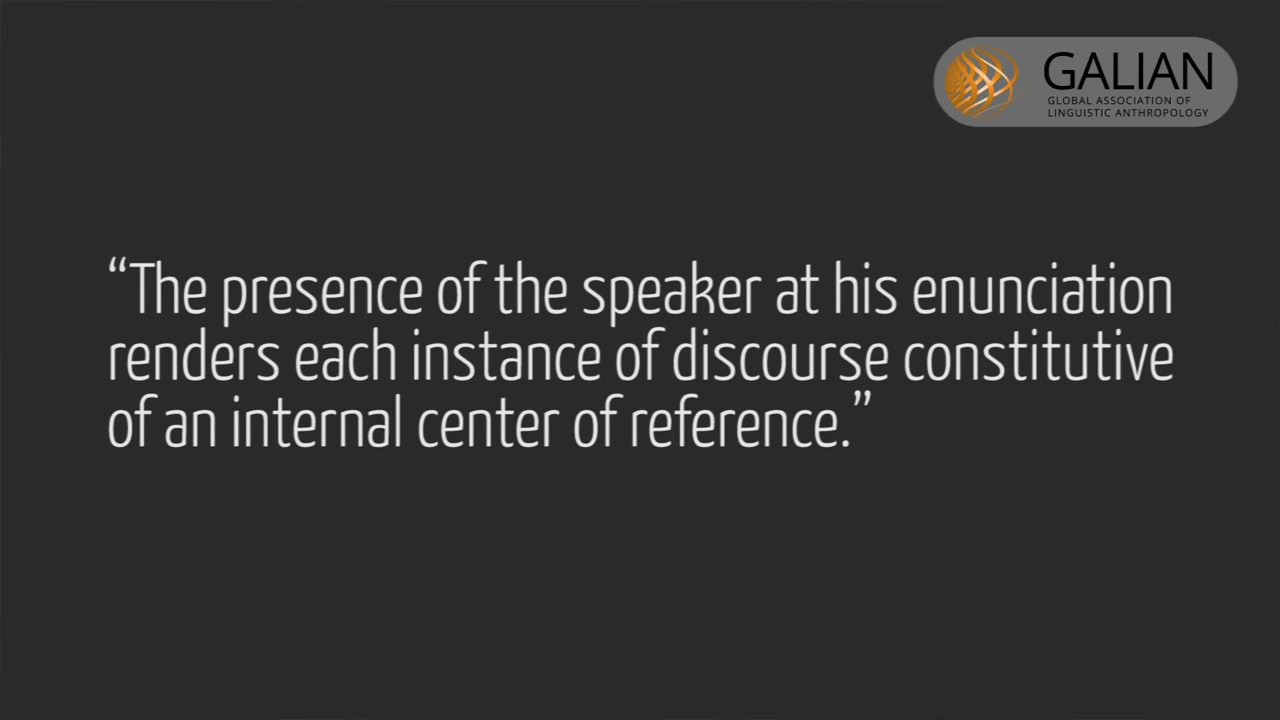 GALIAN
GLOBAL ASSOCIATION OF
LINGUISTIC ANTHROPOLOGY
“The presence of the speaker at his enunciation
renders each instance of discourse constitutive
of an internal center of reference.”